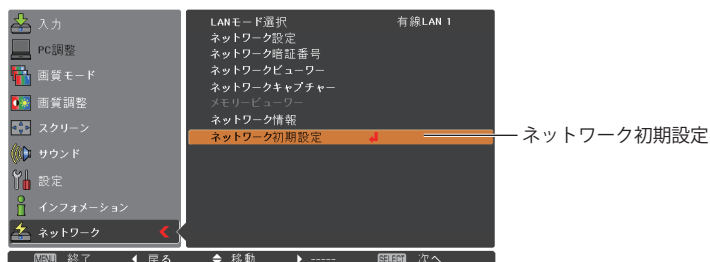 入力
PC調整
画質モード
画質調整
スクリーン
サウンド
設定
インフォメーション
ネットワーク
LANモード選択 有線LAN 1
ネットワーク設定
ネットワーク暗証番号
ネットワークビューワー
ネットワークキャプチャー
メモリービューワー
ネットワーク情報
ネットワーク初期設定
ネットワーク初期設定
MENU 終了 戻る 移動 ----- SELECT 次へ